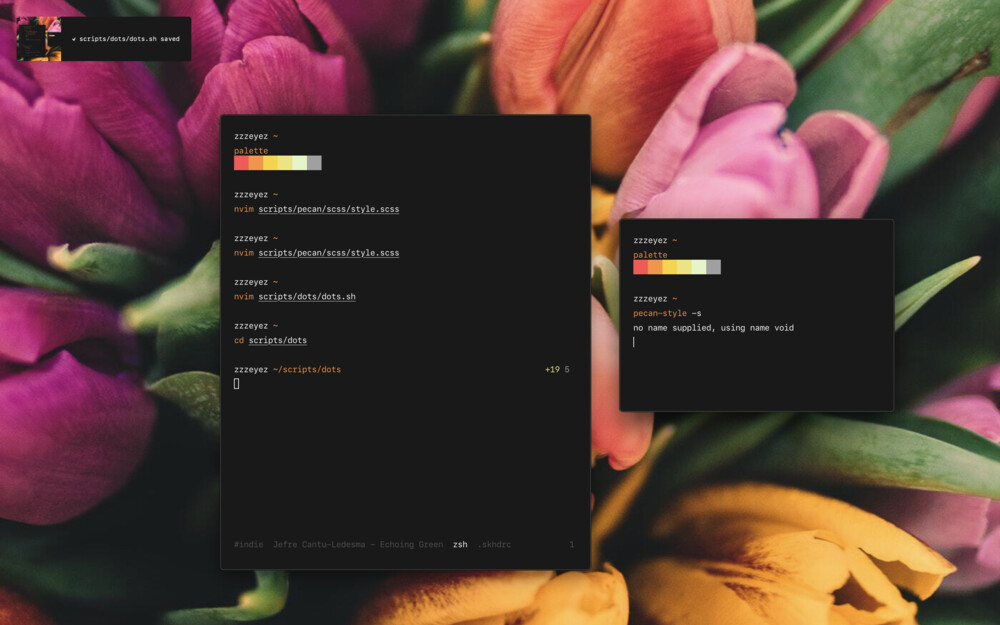 ✓ scripts/dots/dots.sh saved
zzzeyez ~
palette
zzzeyez ~
nvim scripts/pecan/scss/style.scss
zzzeyez ~
nvim scripts/pecan/scss/style.scss
zzzeyez ~
nvim scripts/dots/dots.sh
zzzeyez ~
cd scripts/dots
zzzeyez ~/scripts/dots +19 5
#indie Jefre Cantu-Ledesma — Echoing Green zsh .skhdrc 1
zzzeyez ~
palette
zzzeyez ~
pecan-style -s
no name supplied, using name void